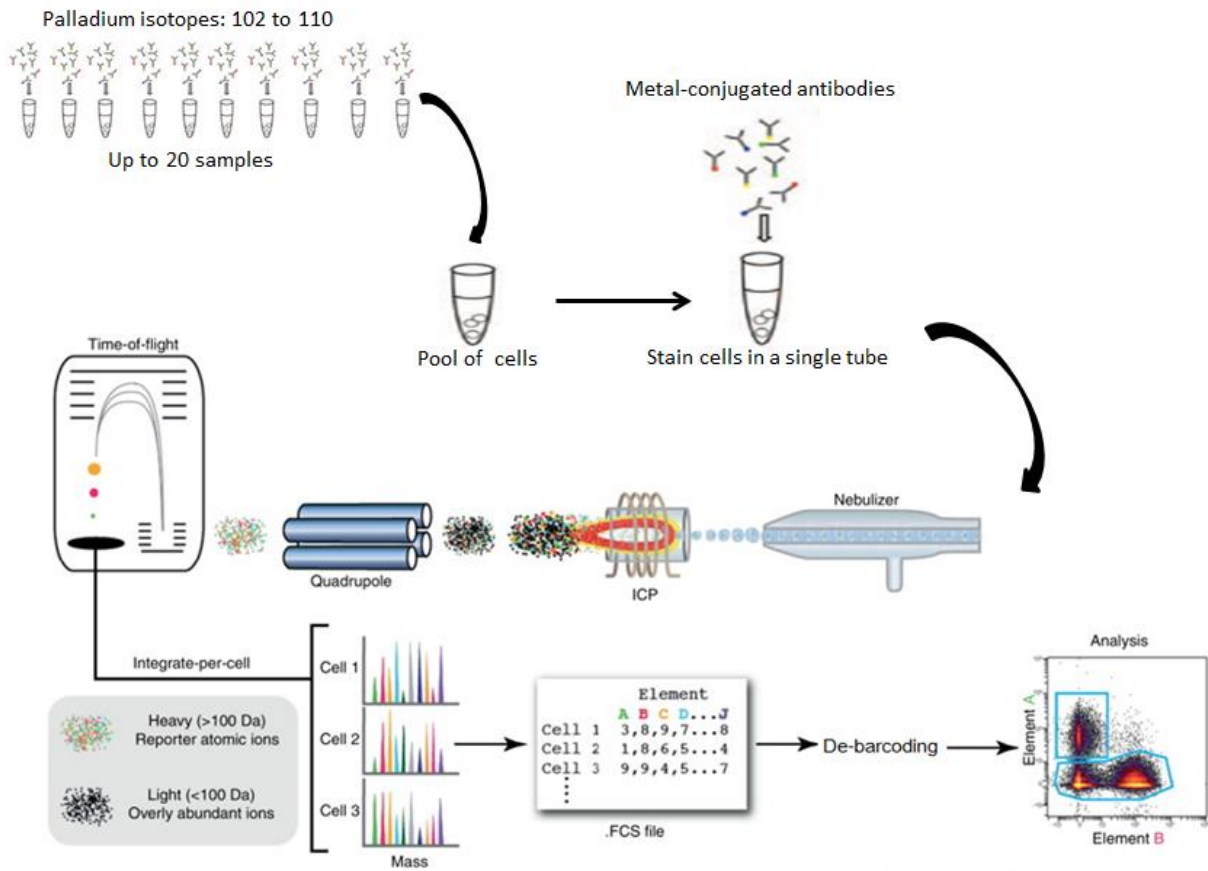 Palladium isotopes: 102 to 110
Up to 20 samples
Metal-conjugated antibodies
Pool of cells
Stain cells in a single tube
Time-of-flight
Quadrupole
ICP
Nebulizer
Integrate-per-cell
Heavy (>100 Da)
Reporter atomic ions
Light (<100 Da)
Overly abundant ions
Cell 1
Cell 2
Cell 3
Mass
Element
A B C D...J
Cell 1 3,8,9,7...8
Cell 2 1,8,6,5...4
Cell 3 9,9,4,5...7
.FCS file
De-barcoding
Analysis
Element A
Element B